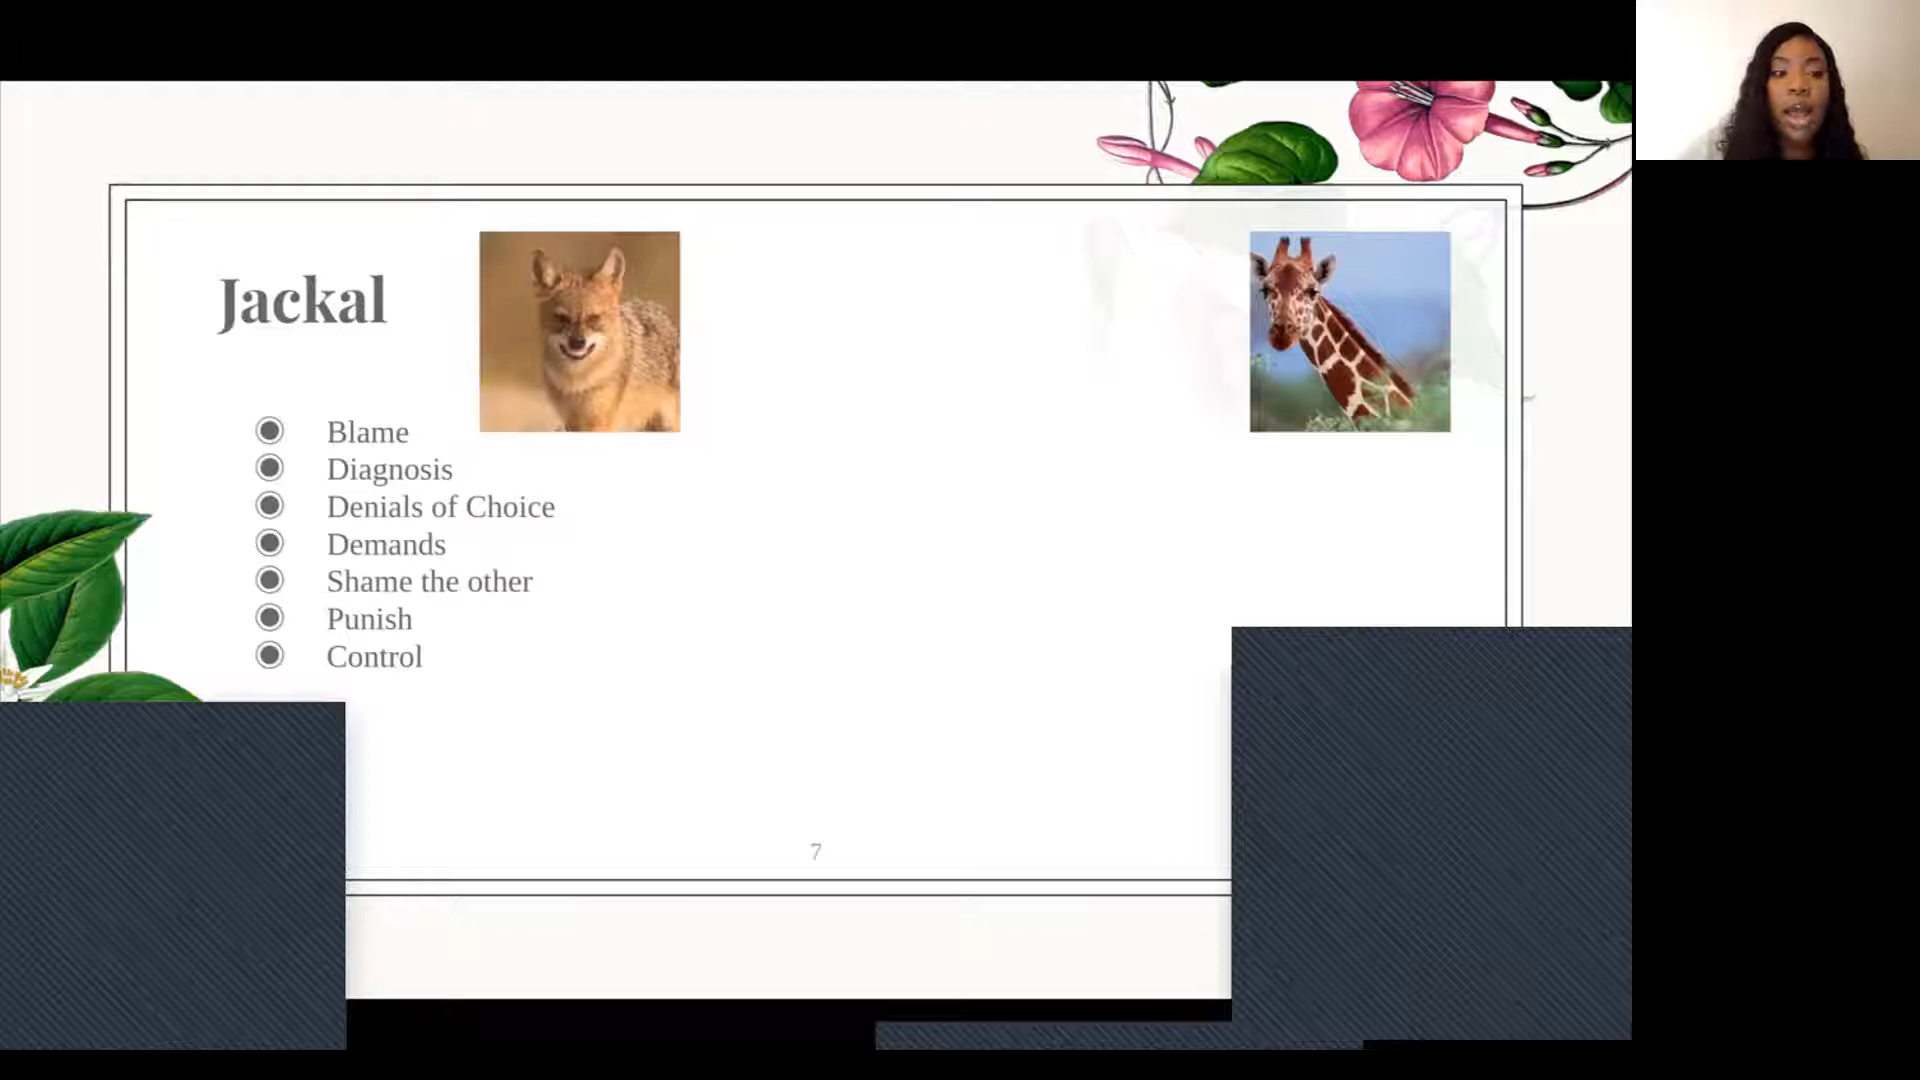 Jackal
Blame
Diagnosis
Denials of Choice
Demands
Shame the other
Punish
Control
7